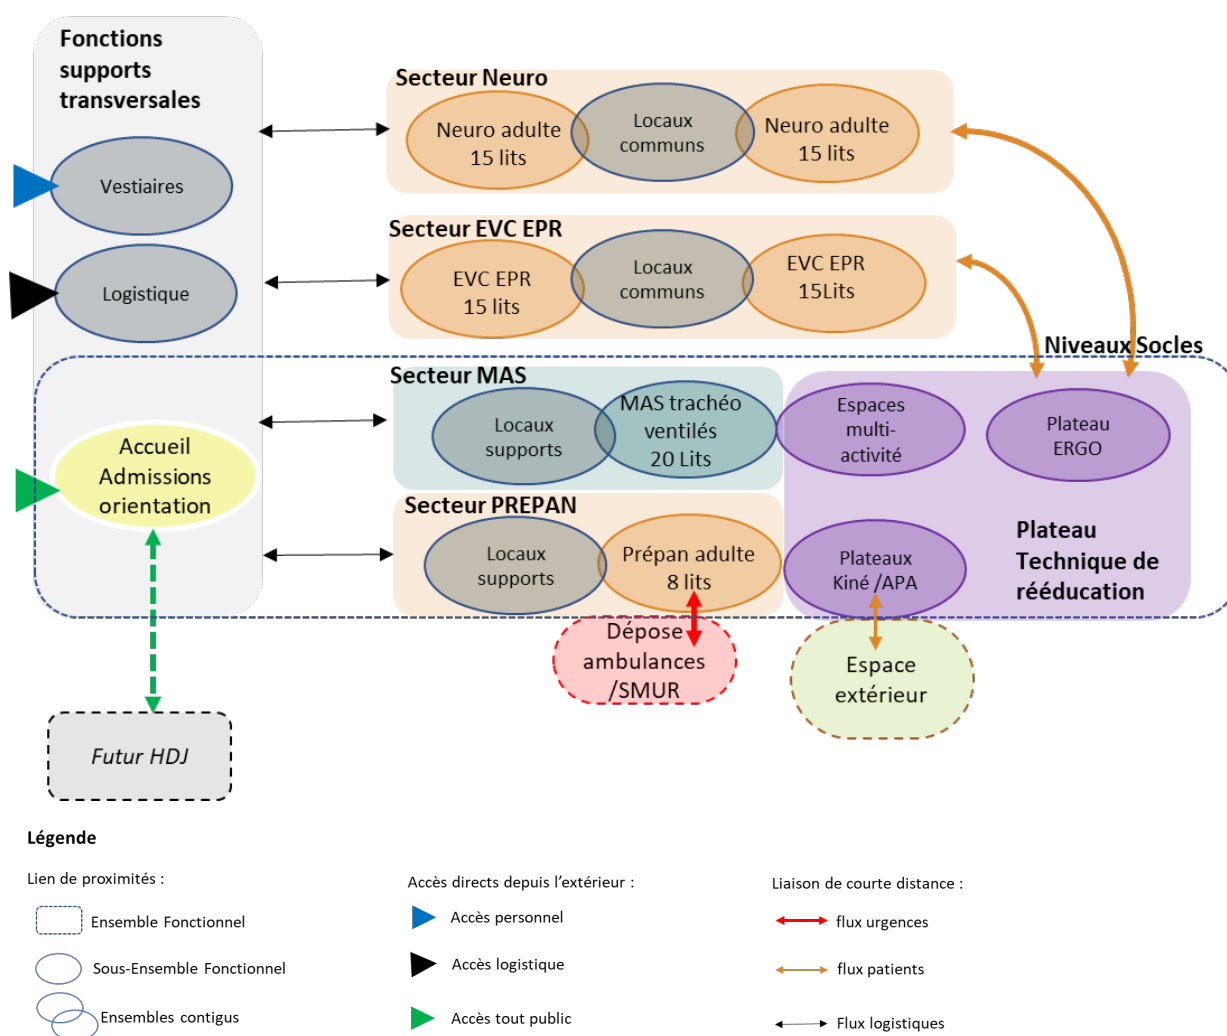 Fonctions
supports
transversales
Vestiaires
Logistique
Accueil
Admissions
orientation
Futur HDJ
Secteur Neuro
Neuro adulte
15 lits
Locaux
communs
Neuro adulte
15 lits
Secteur EVC EPR
EVC EPR
15 lits
Locaux
communs
EVC EPR
15Lits
Niveaux Socles
Secteur MAS
Locaux
supports
MAS trachéo
ventilés
20 Lits
Espaces
multi-
activité
Plateau
ERGO
Secteur PREPAN
Locaux
supports
Prépan adulte
8 lits
Plateaux
Kiné /APA
Plateau
Technique de
rééducation
Dépose
ambulances
/SMUR
Espace
extérieur
Légende
Lien de proximités :
Ensemble Fonctionnel
Sous-Ensemble Fonctionnel
Ensembles contigus
Accès directs depuis l’extérieur :
Accès personnel
Accès logistique
Accès tout public
Liaison de courte distance :
flux urgences
flux patients
Flux logistiques